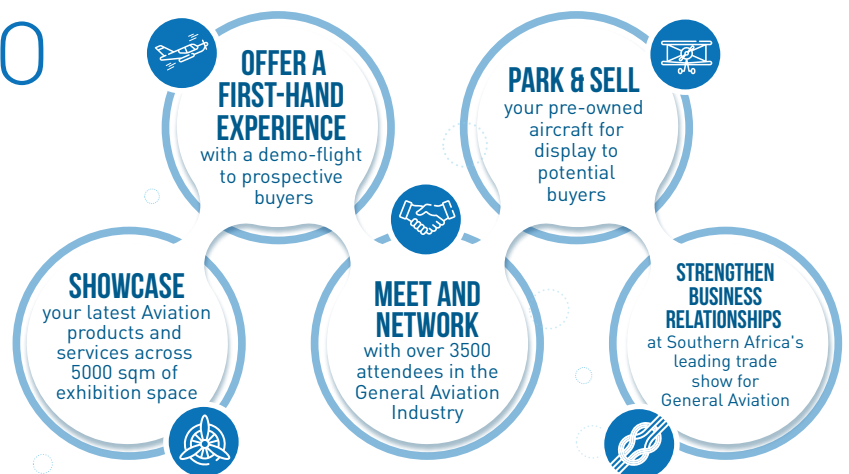 O
OFFER A
FIRST-HAND
EXPERIENCE
with a demo-flight
to prospective
buyers
PARK & SELL
your pre-owned
aircraft for
display to
potential
buyers
SHOWCASE
your latest Aviation
products and
services across
5000 sqm of
exhibition space
MEET AND
NETWORK
with over 3500
attendees in the
General Aviation
Industry
STRENGTHEN
BUSINESS
RELATIONSHIPS
at Southern Africa's
leading trade
show for
General Aviation